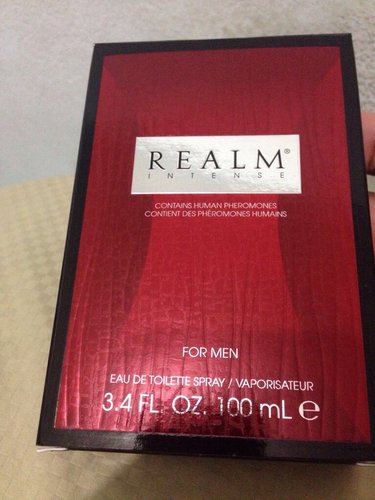 REALM®
INTENSE
CONTAINS HUMAN PHEROMONES
CONTIENT DES PHÉROMONES HUMAINS
FOR MEN
EAU DE TOILETTE SPRAY / VAPORISATEUR
3.4 FL. OZ. 100 mL ℮